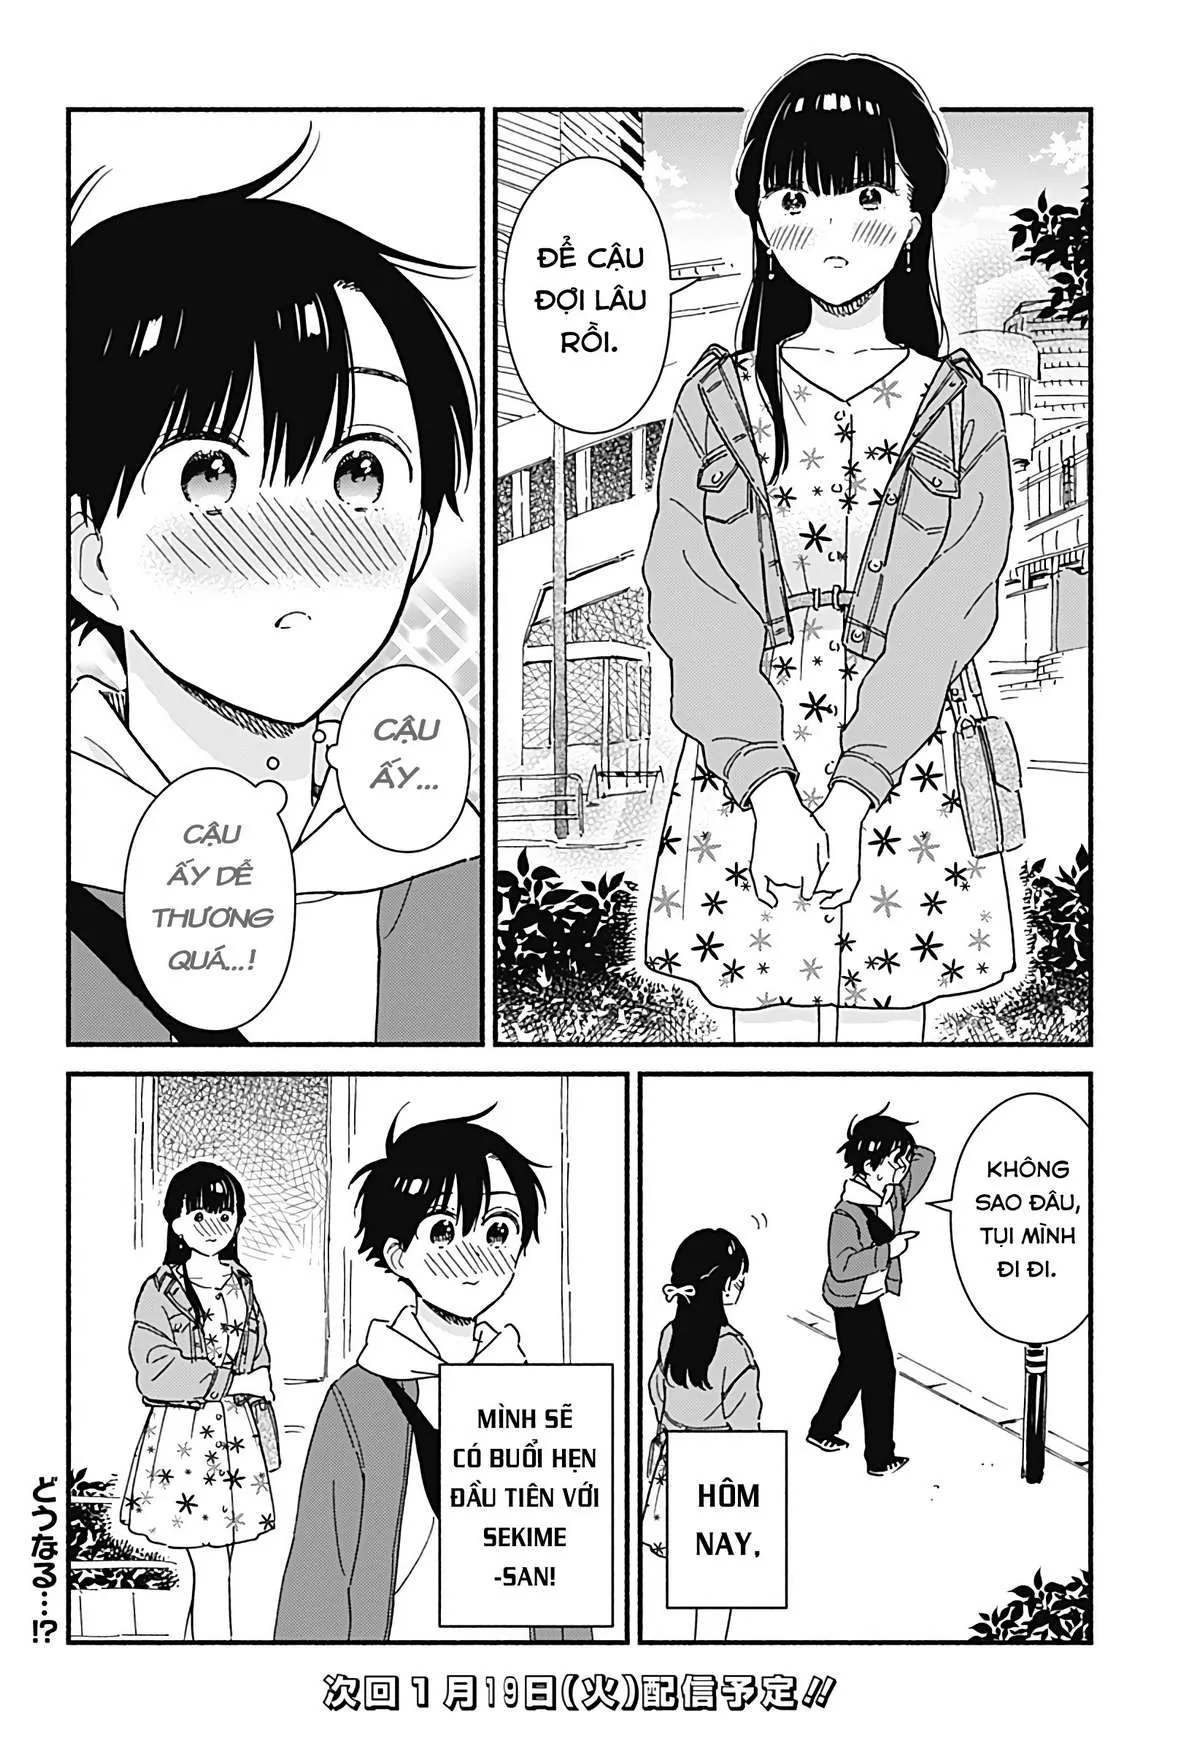 ĐỂ CẬU
ĐỢI LÂU
RỒI.
CẬU
ẤY...
CẬU
ẤY DỄ
THƯƠNG
QUÁ...!
KHÔNG
SAO ĐÂU,
TỤI MÌNH
ĐI ĐI.
HÔM
NAY,
MÌNH SẼ
CÓ BUỔI HẸN
ĐẦU TIÊN VỚI
SEKIME
-SAN!
どうなる…!?
次回1月19日(火)配信予定!!